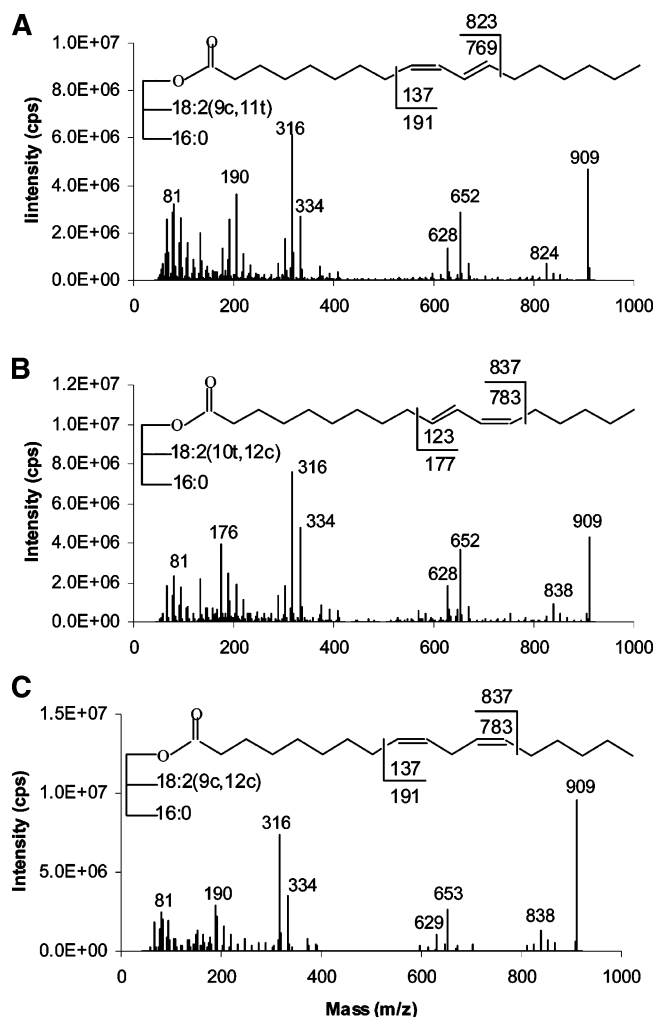 A
823
1.0E+07
O
769
8.0E+06
O
18:2(9c,11t)
137
6.0E+06
16:0
316
191
909
Iintensity (cps)
4.0E+06
81
190
334
652
2.0E+06
628
824
0.0E+00
0 200 400 600 800 1000
B
1.2E+07
O
837
1.0E+07
783
O
8.0E+06
18:2(10t,12c)
123
16:0
316
177
Intensity (cps)
6.0E+06
334
909
4.0E+06
176
652
81
2.0E+06
628
838
0.0E+00
0 200 400 600 800 1000
C
1.5E+07
O
837
783
O
18:2(9c,12c)
137
1.0E+07
16:0
191
909
Intensity (cps)
316
5.0E+06
81
190
334
653
629
838
0.0E+00
0 200 400 600 800 1000
Mass (m/z)